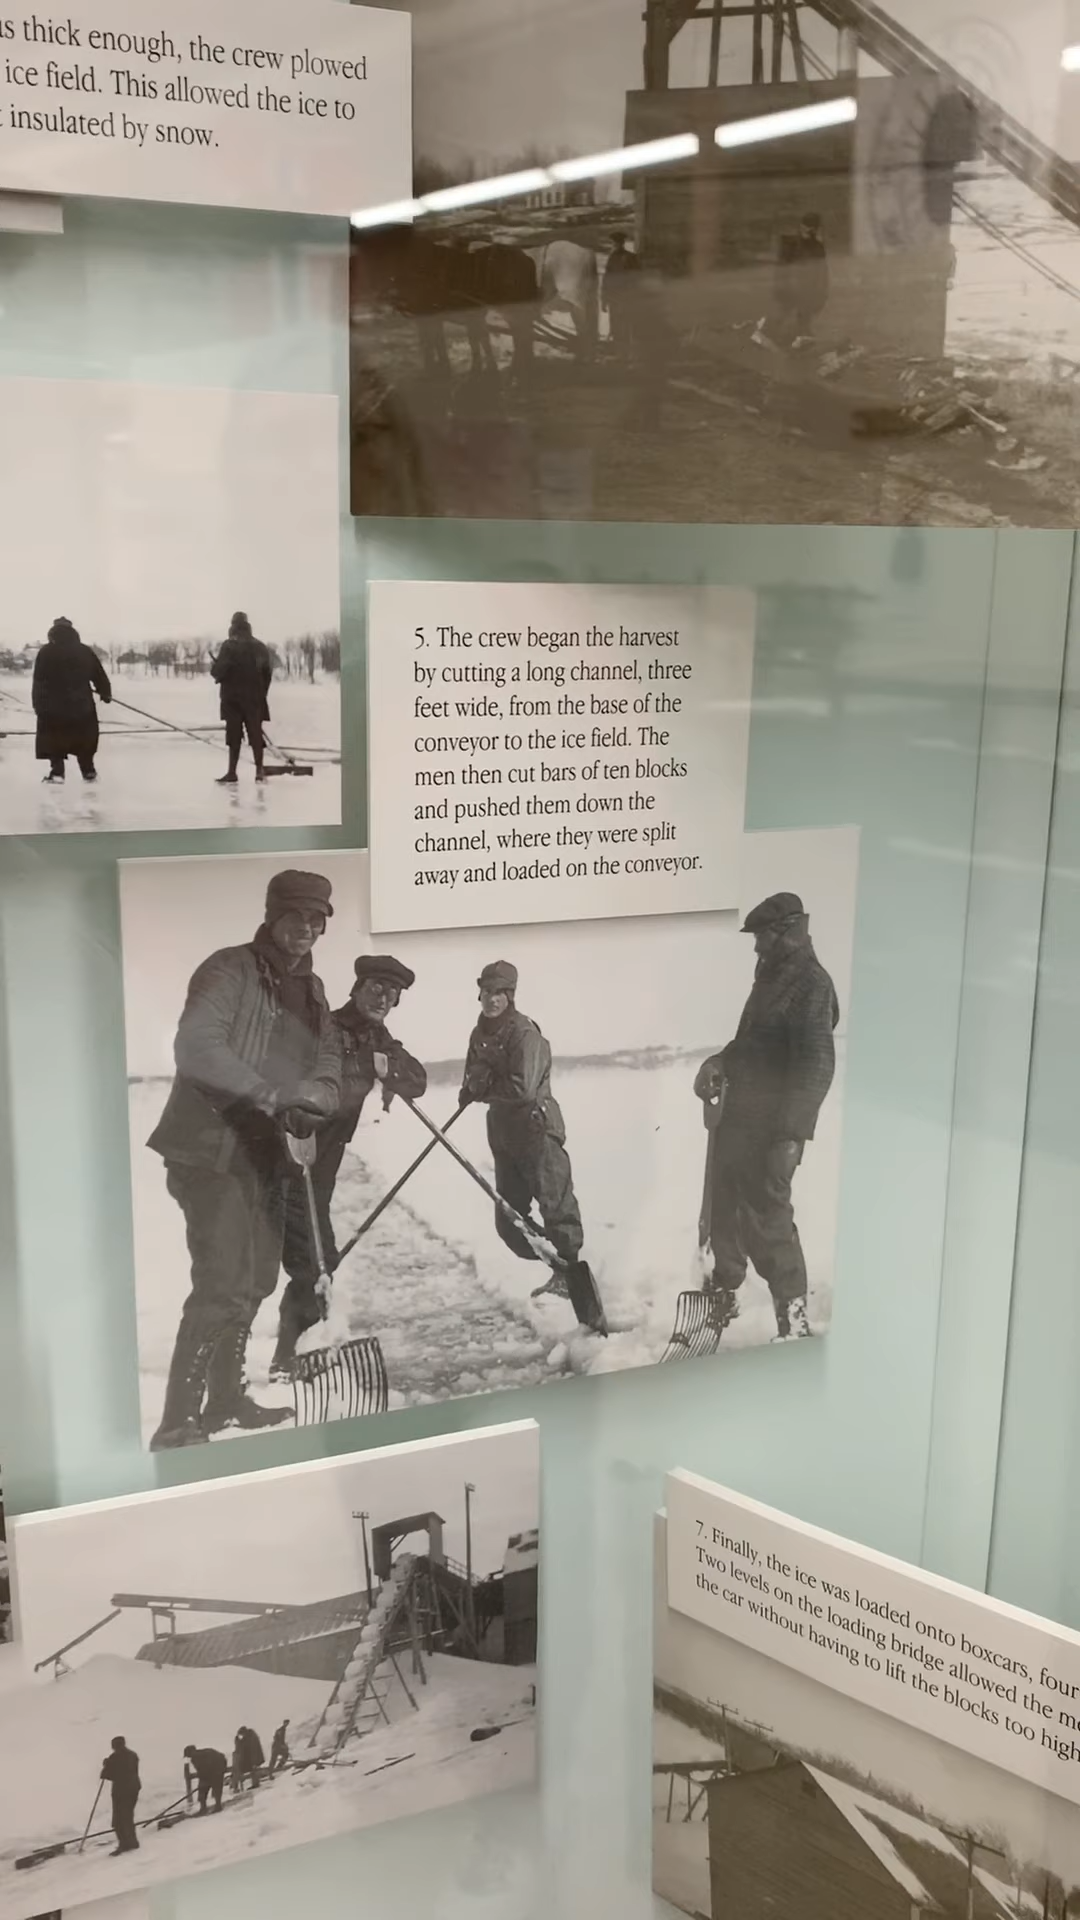 s thick enough, the crew plowed
ice field. This allowed the ice to
insulated by snow.
5. The crew began the harvest
by cutting a long channel, three
feet wide, from the base of the
conveyor to the ice field. The
men then cut bars of ten blocks
and pushed them down the
channel, where they were split
away and loaded on the conveyor.
7. Finally, the ice was loaded onto boxcars, four
Two levels on the loading bridge allowed the m
the car without having to lift the blocks too high